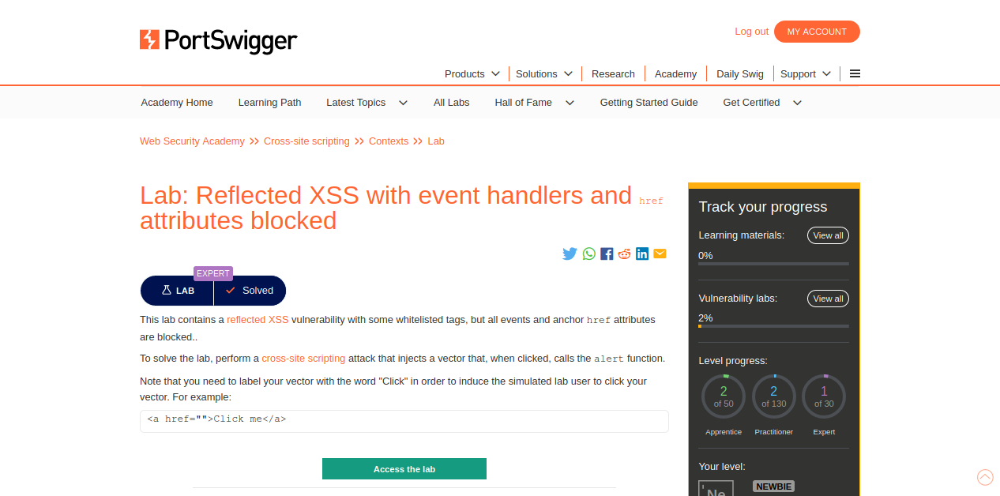 PortSwigger
Log out
MY ACCOUNT
Products
Solutions
Research
Academy
Daily Swig
Support
Academy Home
Learning Path
Latest Topics
All Labs
Hall of Fame
Getting Started Guide
Get Certified
Web Security Academy
Cross-site scripting
Contexts
Lab
Lab: Reflected XSS with event handlers and href
attributes blocked
EXPERT
LAB
Solved
This lab contains a reflected XSS vulnerability with some whitelisted tags, but all events and anchor href attributes
are blocked..
To solve the lab, perform a cross-site scripting attack that injects a vector that, when clicked, calls the alert function.
Note that you need to label your vector with the word "Click" in order to induce the simulated lab user to click your
vector. For example:
<a href="">Click me</a>
Access the lab
Track your progress
Learning materials:
View all
0%
Vulnerability labs:
View all
2%
Level progress:
2
of 50
Apprentice
2
of 130
Practitioner
1
of 30
Expert
Your level:
Ne
NEWBIE